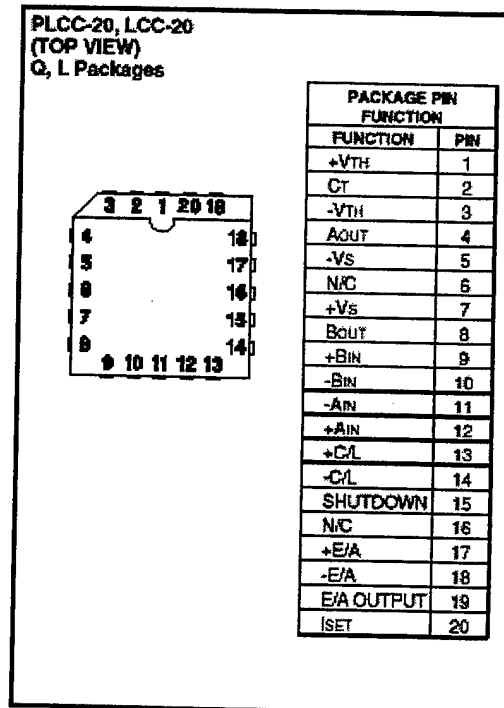 PLCC-20, LCC-20
(TOP VIEW)
Q, L Packages
3 2 1 20 19
4 18
5 17
6 16
7 15
8 14
9 10 11 12 13
PACKAGE PIN
FUNCTION
FUNCTION PIN
+VTH 1
CT 2
-VTH 3
AOUT 4
-VS 5
N/C 6
+VS 7
BOUT 8
+BIN 9
-BIN 10
-AIN 11
+AIN 12
+C/L 13
-C/L 14
SHUTDOWN 15
N/C 16
+E/A 17
-E/A 18
E/A OUTPUT 19
ISET 20